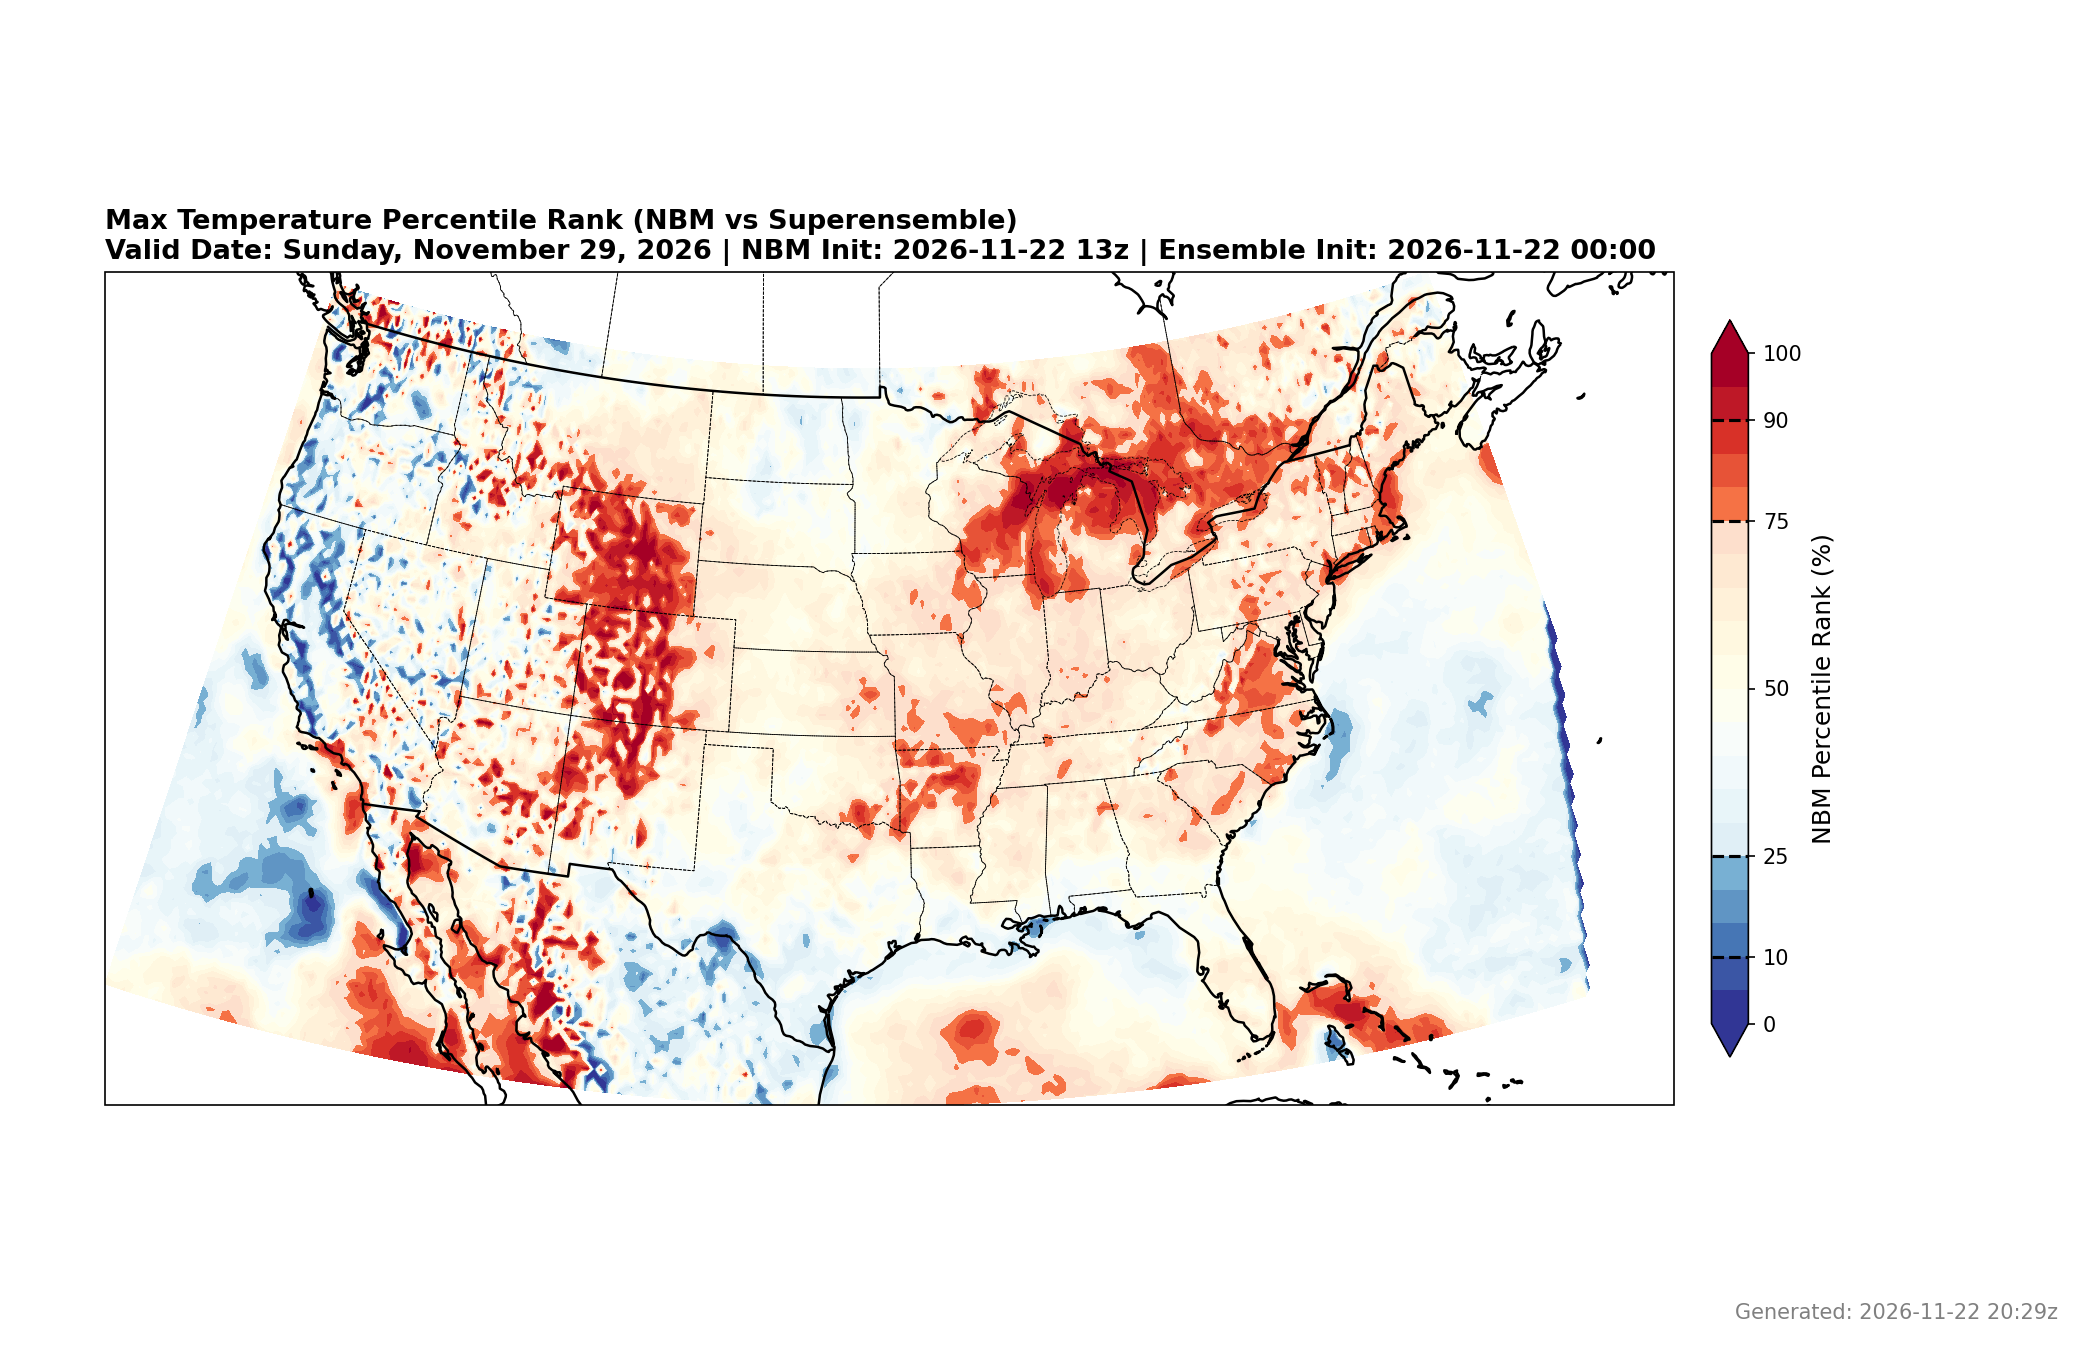 Max Temperature Percentile Rank (NBM vs Superensemble)
Valid Date: Sunday, November 29, 2026 | NBM Init: 2026-11-22 13z | Ensemble Init: 2026-11-22 00:00
100
90
75
50
25
10
0
NBM Percentile Rank (%)
Generated: 2026-11-22 20:29z